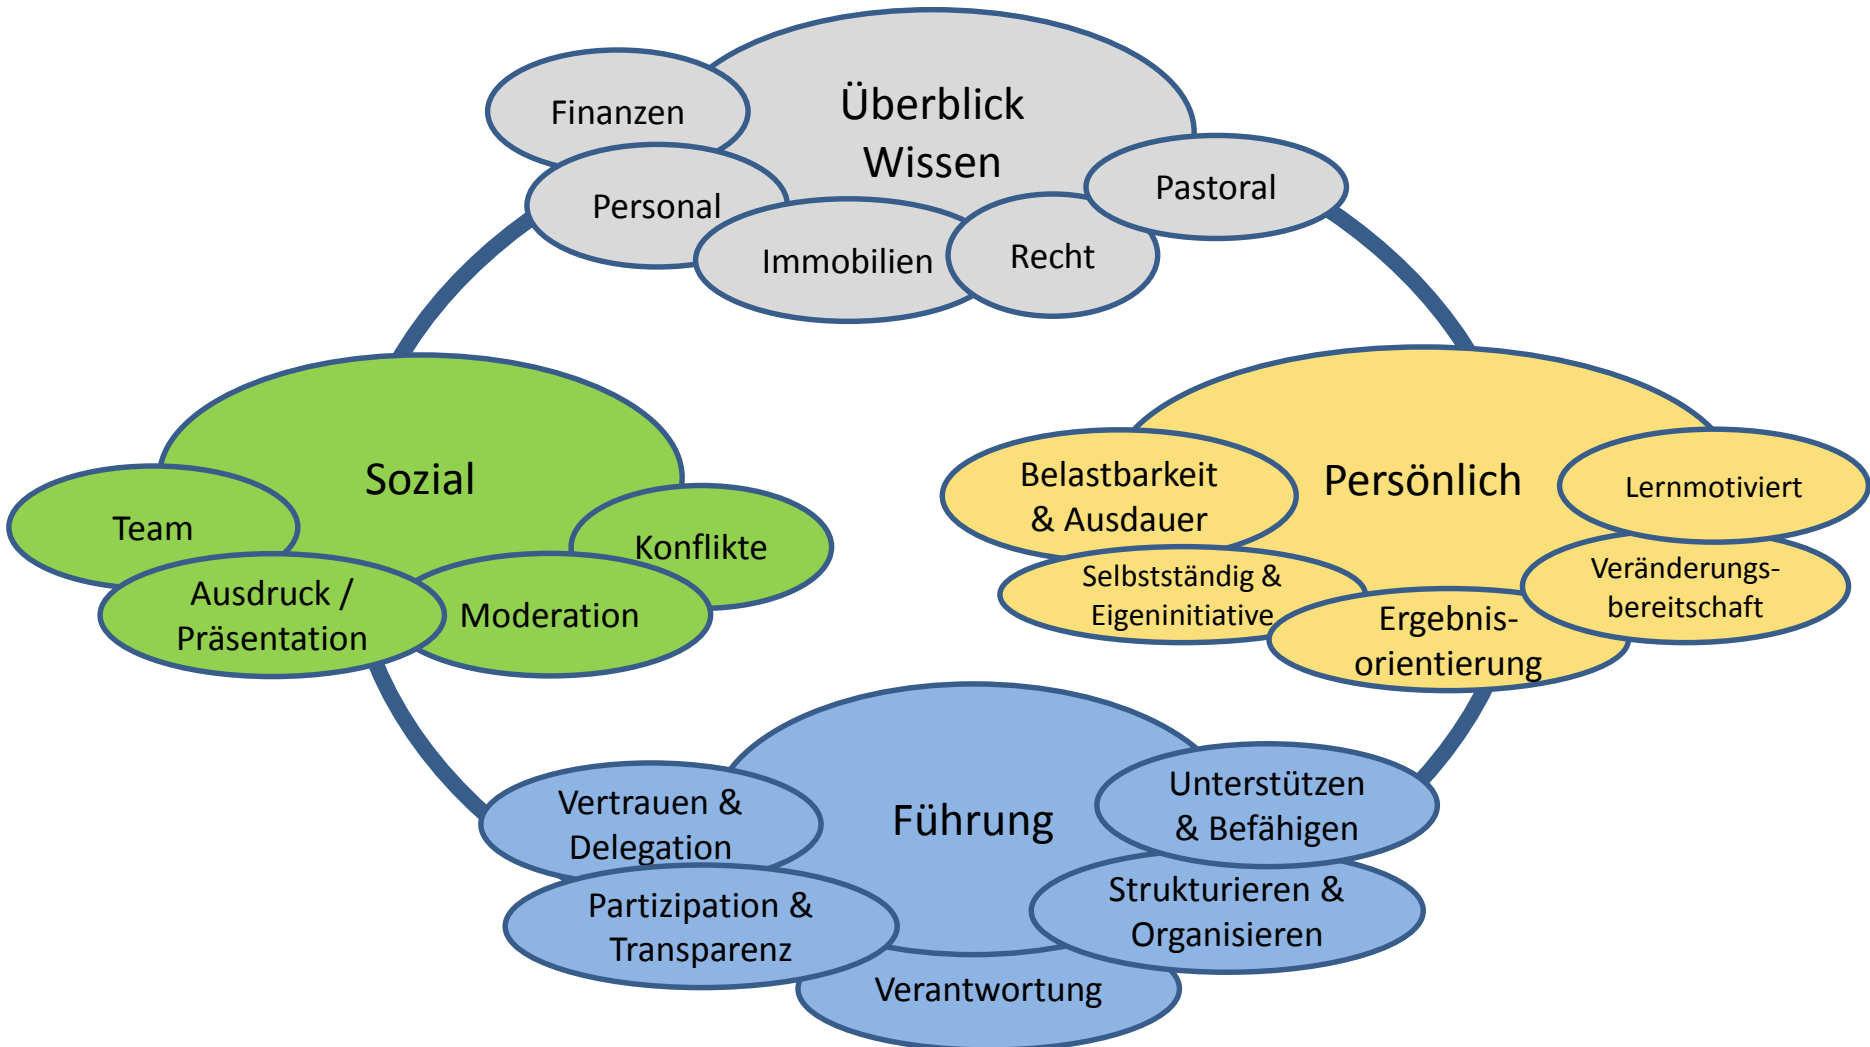 Überblick
Wissen
Finanzen
Personal
Immobilien
Recht
Pastoral
Sozial
Team
Ausdruck /
Präsentation
Moderation
Konflikte
Persönlich
Belastbarkeit
& Ausdauer
Selbstständig &
Eigeninitiative
Ergebnis-
orientierung
Veränderungs-
bereitschaft
Lernmotiviert
Führung
Vertrauen &
Delegation
Partizipation &
Transparenz
Verantwortung
Strukturieren &
Organisieren
Unterstützen
& Befähigen